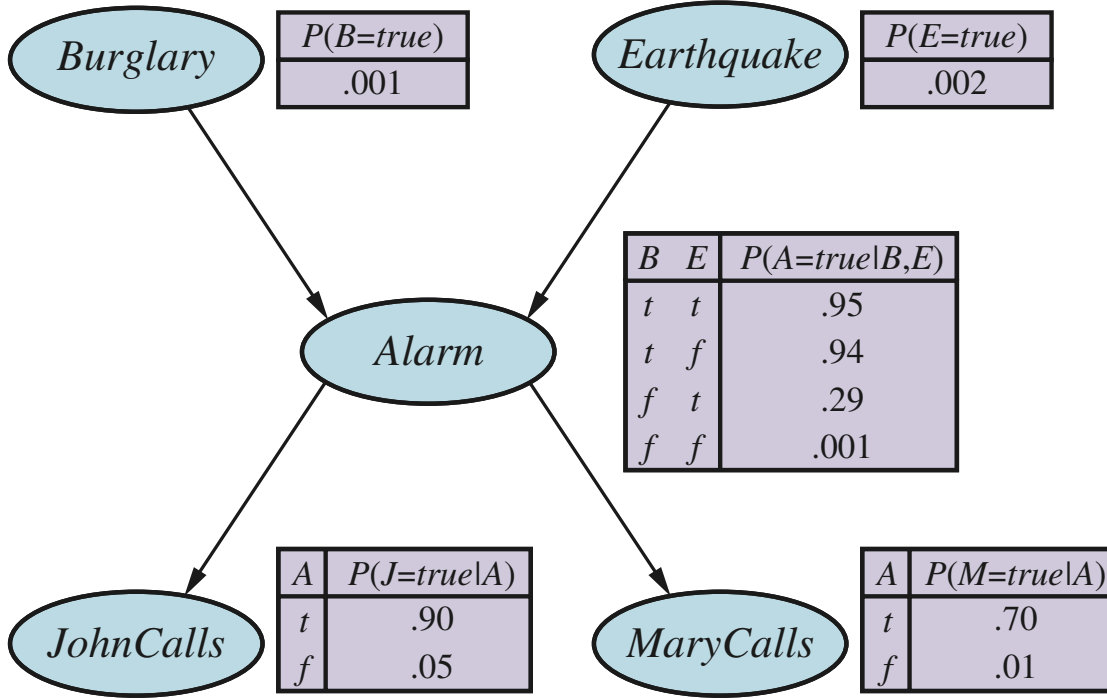 Burglary
P(B=true)
.001
Earthquake
P(E=true)
.002
B E P(A=true|B,E)
t t .95
t f .94
f t .29
f f .001
Alarm
A P(J=true|A)
t .90
f .05
JohnCalls
A P(M=true|A)
t .70
f .01
MaryCalls